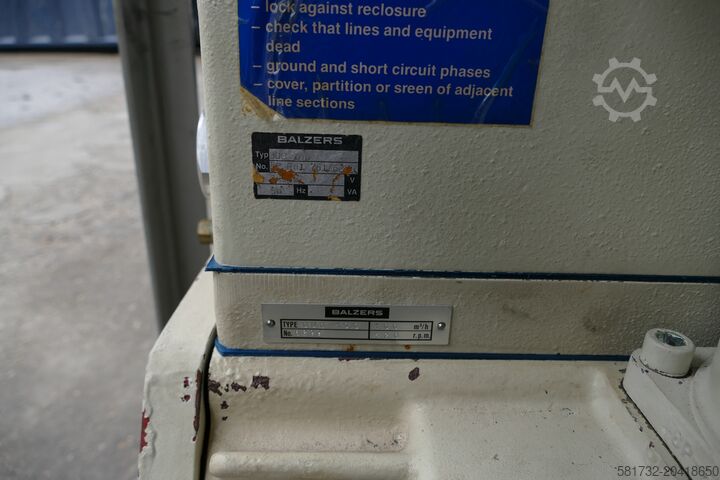 – lock against reclosure
– check that lines and equipment
dead
– ground and short circuit phases
– cover, partition or sreen of adjacent
line sections
BALZERS
Typ
No.
V
Hz VA
BALZERS
TYPE m³/h
No. r.p.m.
581732-20418650